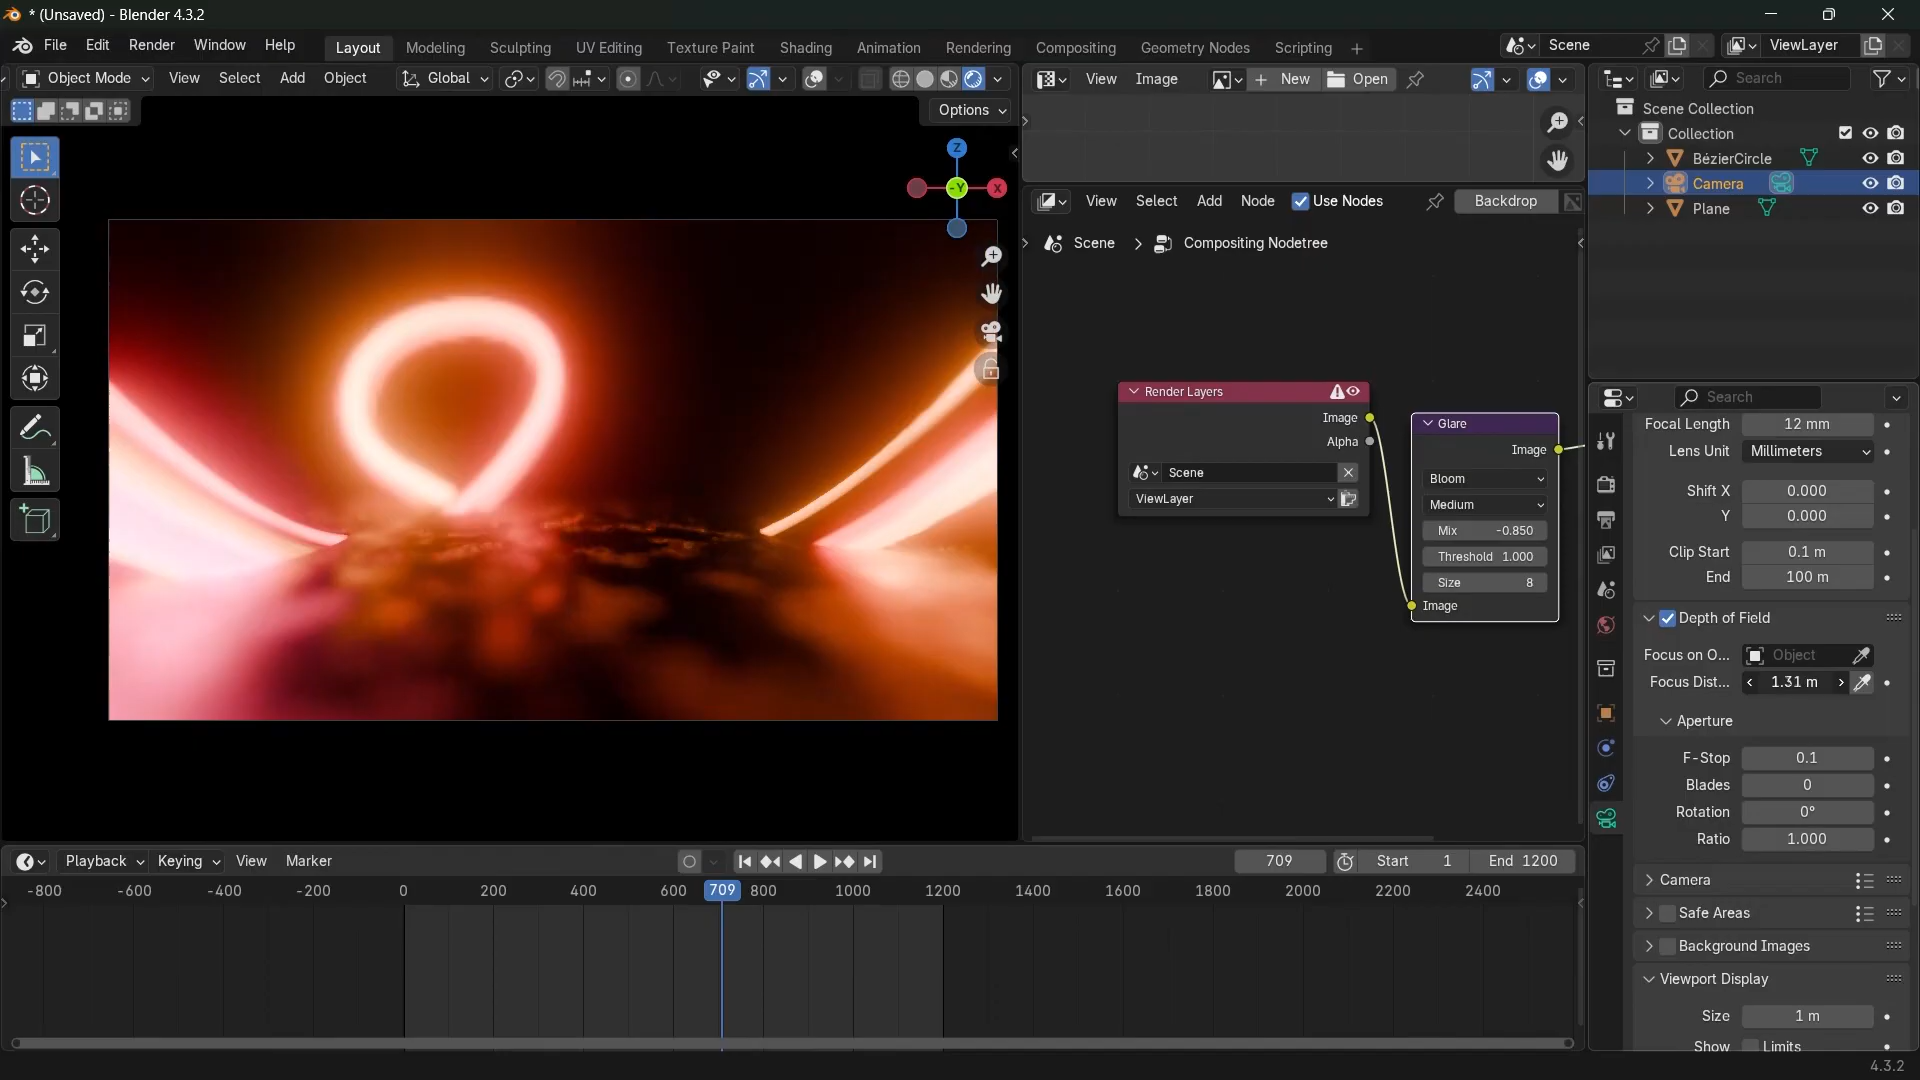 * (Unsaved) - Blender 4.3.2
File Edit Render Window Help Layout Modeling Sculpting UV Editing Texture Paint Shading Animation Rendering Compositing Geometry Nodes Scripting + Scene ViewLayer
Object Mode View Select Add Object Global
Options
Z
-Y X
View Image + New Open
View Select Add Node Use Nodes Backdrop
Scene > Compositing Nodetree
Render Layers
Image
Alpha
Scene
ViewLayer
Glare
Image
Bloom
Medium
Mix -0.850
Threshold 1.000
Size 8
Image
Search
Scene Collection
Collection
BézierCircle
Camera
Plane
Search
Focal Length 12 mm
Lens Unit Millimeters
Shift X 0.000
Y 0.000
Clip Start 0.1 m
End 100 m
Depth of Field
Focus on O... Object
Focus Dist... 1.31 m
Aperture
F-Stop 0.1
Blades 0
Rotation 0°
Ratio 1.000
Camera
Safe Areas
Background Images
Viewport Display
Size 1 m
Show Limits
Playback Keying View Marker 709 Start 1 End 1200
-800 -600 -400 -200 0 200 400 600 709 800 1000 1200 1400 1600 1800 2000 2200 2400
4.3.2